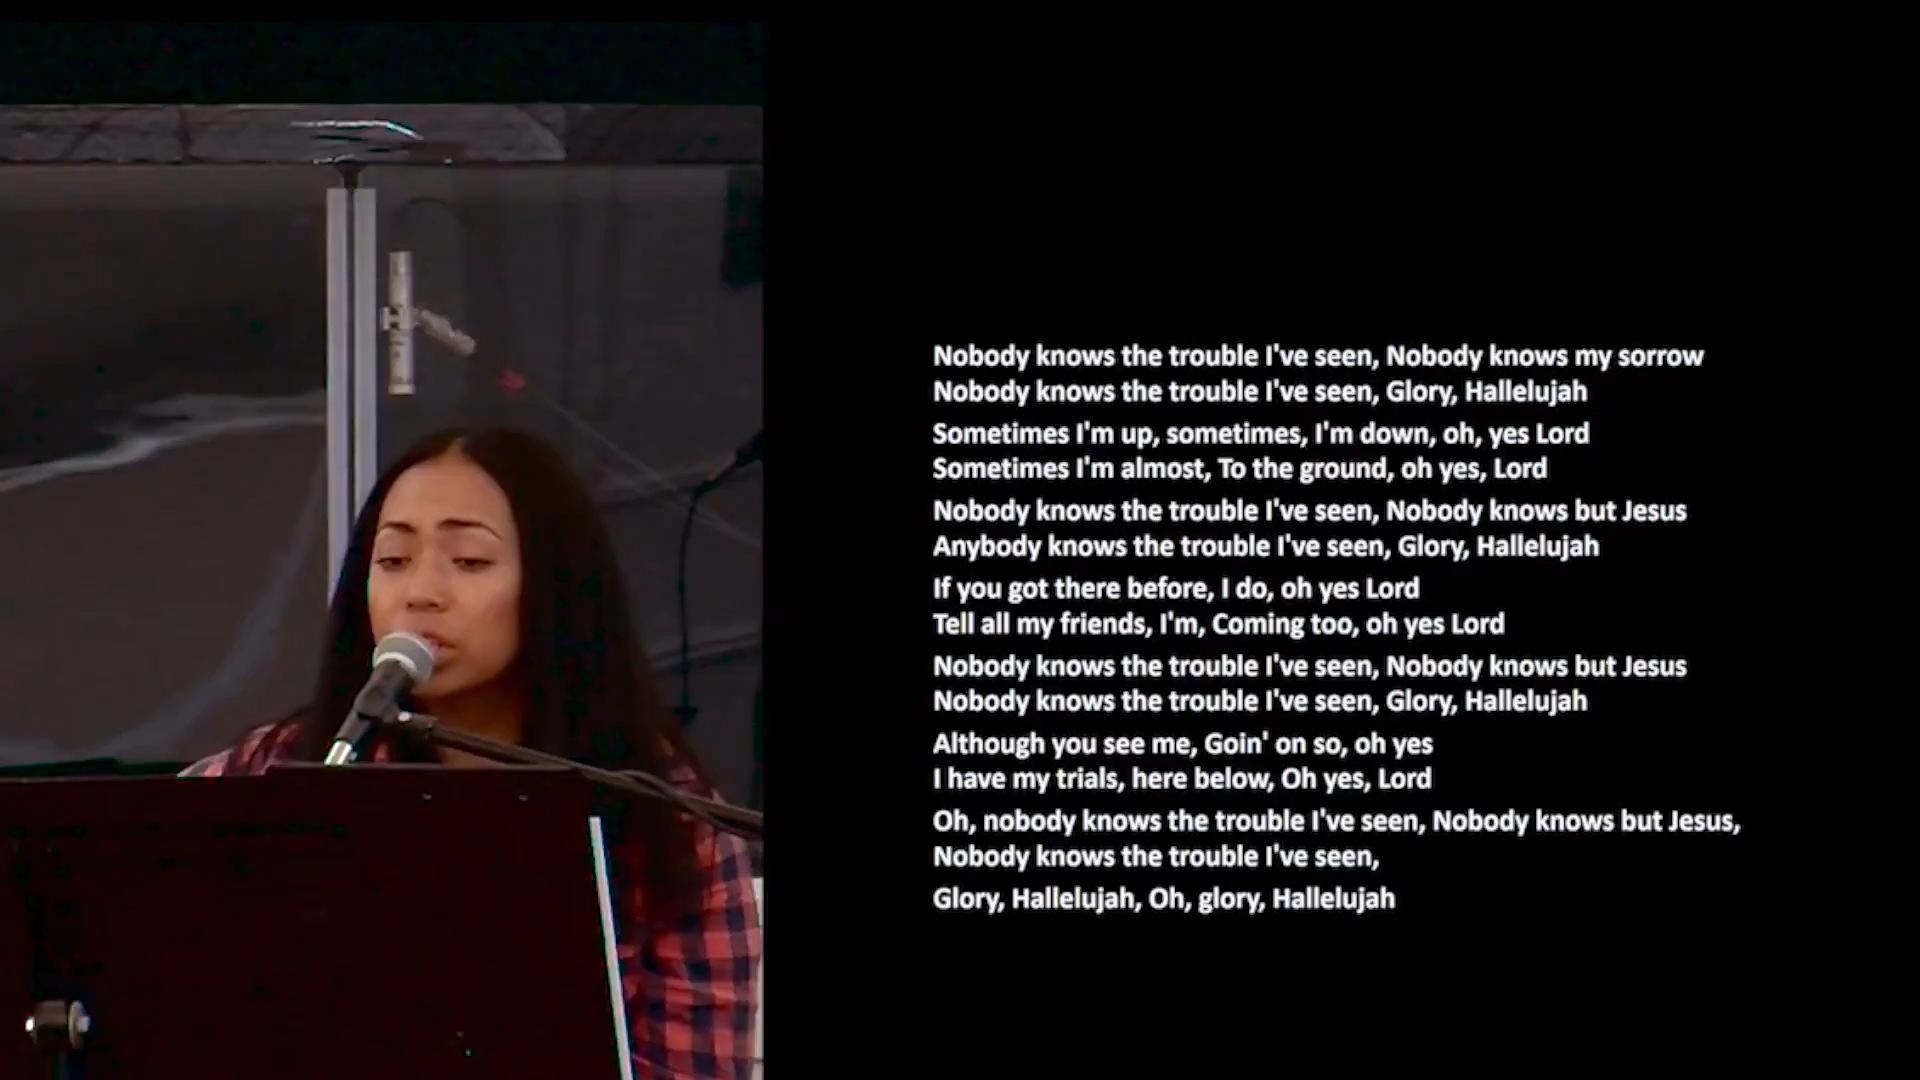 Nobody knows the trouble I've seen, Nobody knows my sorrow
Nobody knows the trouble I've seen, Glory, Hallelujah
Sometimes I'm up, sometimes, I'm down, oh, yes Lord
Sometimes I'm almost, To the ground, oh yes, Lord
Nobody knows the trouble I've seen, Nobody knows but Jesus
Anybody knows the trouble I've seen, Glory, Hallelujah
If you got there before, I do, oh yes Lord
Tell all my friends, I'm, Coming too, oh yes Lord
Nobody knows the trouble I've seen, Nobody knows but Jesus
Nobody knows the trouble I've seen, Glory, Hallelujah
Although you see me, Goin' on so, oh yes
I have my trials, here below, Oh yes, Lord
Oh, nobody knows the trouble I've seen, Nobody knows but Jesus,
Nobody knows the trouble I've seen,
Glory, Hallelujah, Oh, glory, Hallelujah